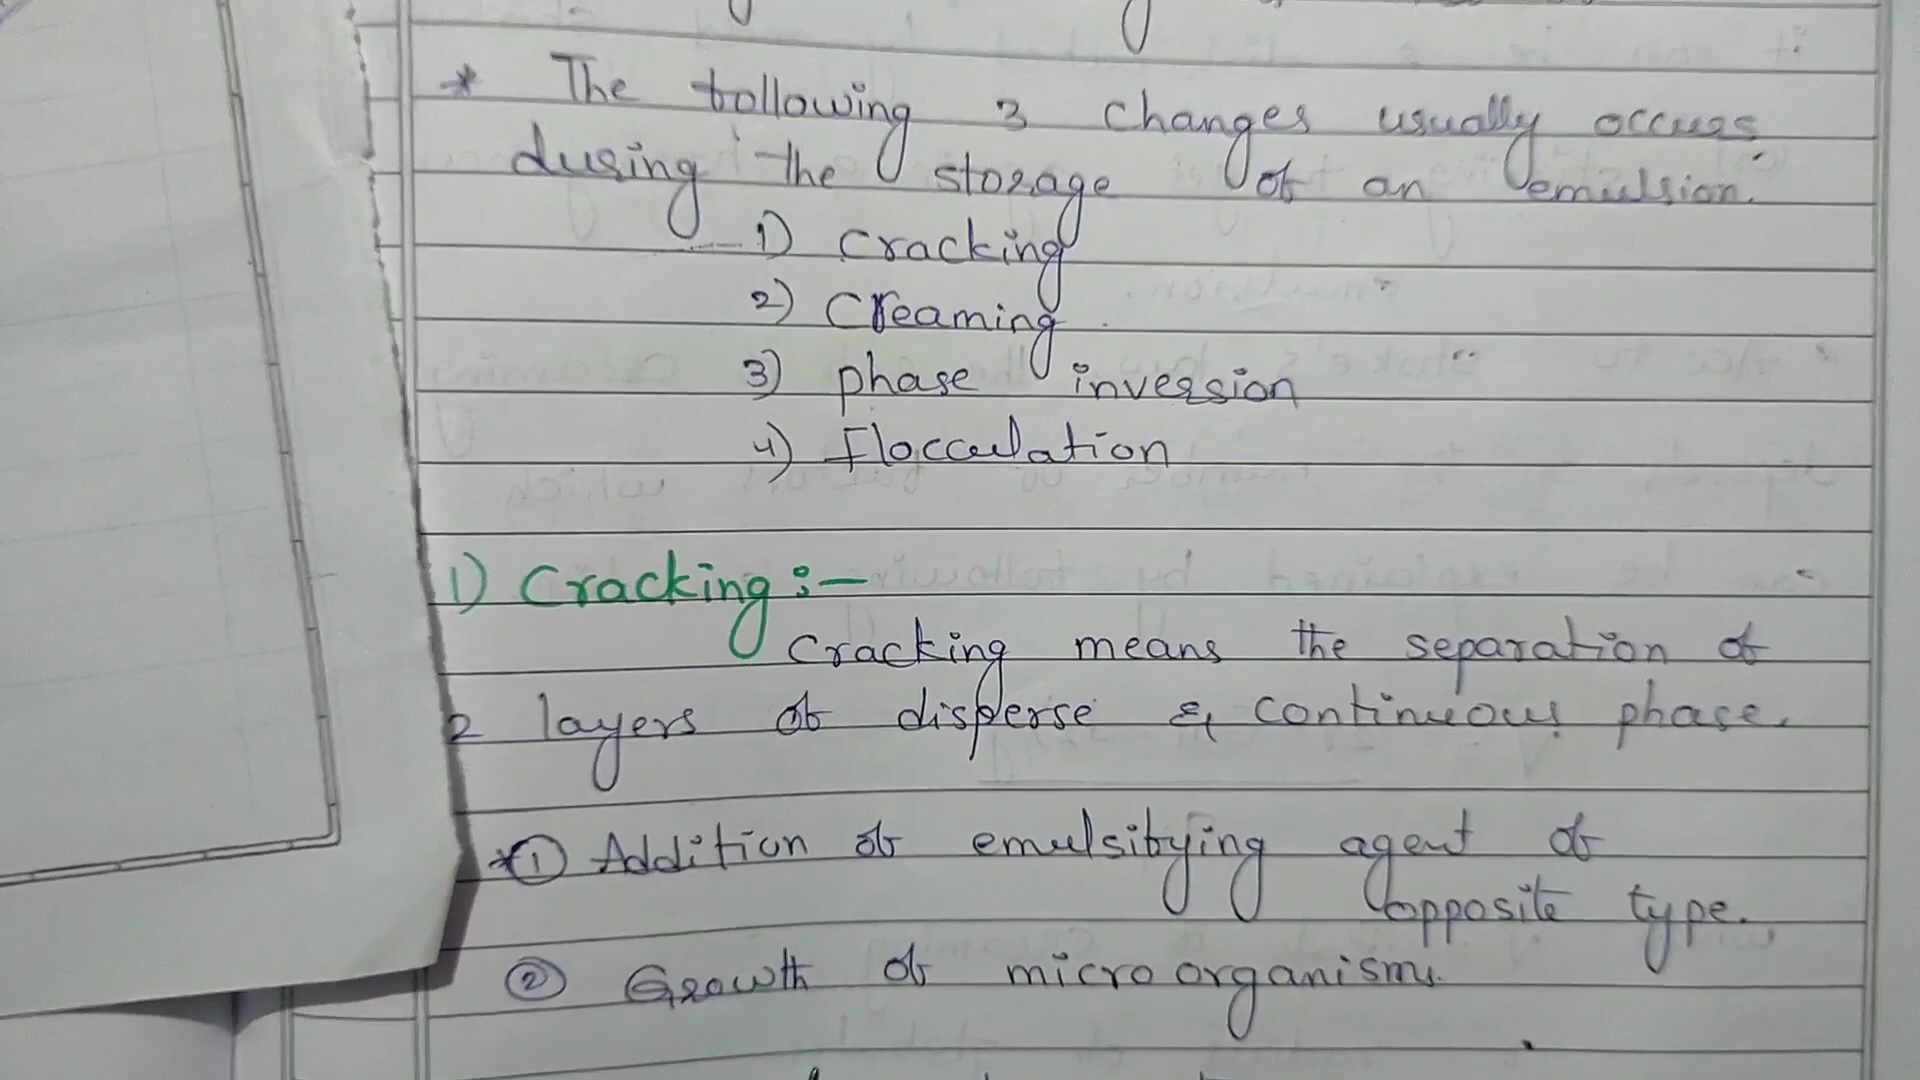 * The following 3 changes usually occurs
during the storage of an emulsion.
1) Cracking
2) Creaming
3) phase inversion
4) Flocculation
1) Cracking :-
Cracking means the separation of
2 layers of disperse & continuous phase.
* ① Addition of emulsifying agent of
opposite type.
② Growth of micro organisms.